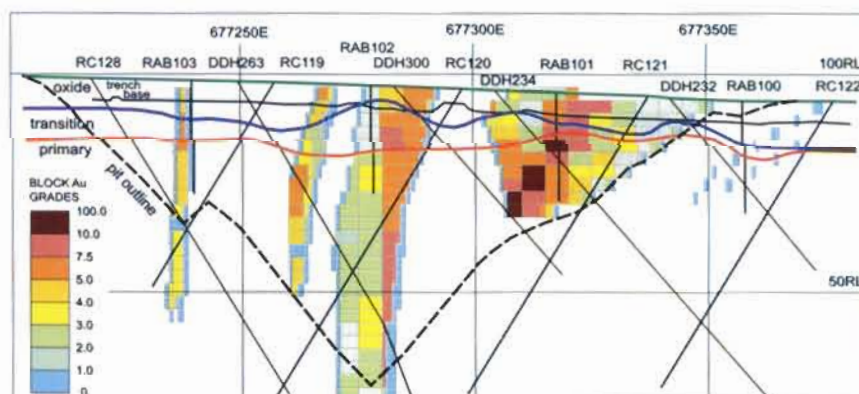 677250E 677300E 677350E
RC128 RAB103 DDH263 RC119 RAB102 DDH300 RC120 DDH234 RAB101 RC121 DDH232 RAB100 RC122
100RL
oxide
trench
base
transition
primary
pit outline
BLOCK Au
GRADES
100.0
10.0
7.5
5.0
4.0
3.0
2.0
1.0
.0
50RL